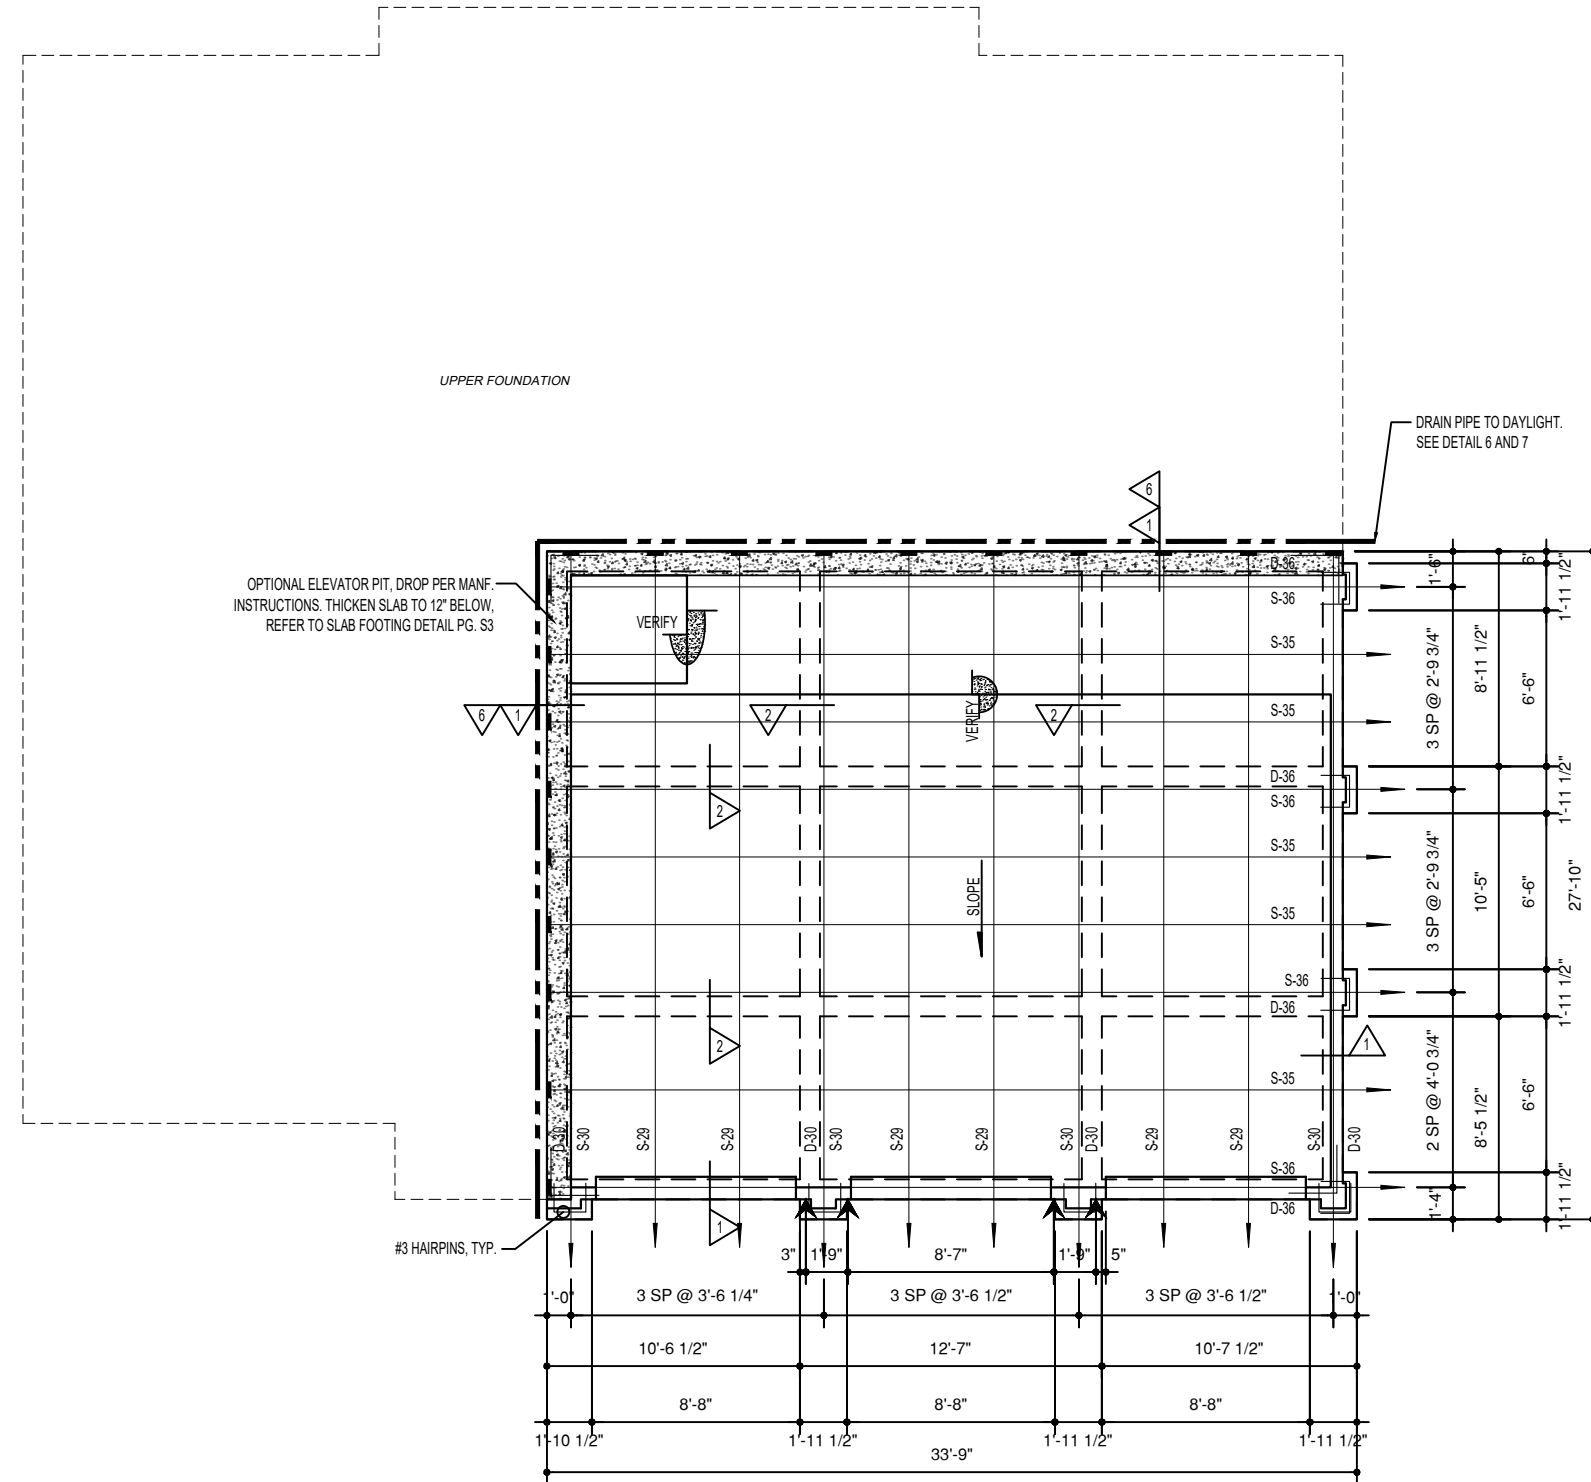 UPPER FOUNDATION
DRAIN PIPE TO DAYLIGHT.
SEE DETAIL 6 AND 7
6
1
OPTIONAL ELEVATOR PIT, DROP PER MANF.
INSTRUCTIONS. THICKEN SLAB TO 12" BELOW,
REFER TO SLAB FOOTING DETAIL PG. S3
VERIFY
VERIFY
6
1
2
2
2
2
1
1
SLOPE
D-36
S-36
S-35
S-35
D-36
S-36
S-35
S-35
S-36
D-36
S-35
S-36
D-36
D-30
S-30
S-29
S-29
D-30
S-30
S-29
S-29
S-30
D-30
S-29
S-29
S-30
D-30
#3 HAIRPINS, TYP.
1'-6"
3 SP @ 2'-9 3/4"
3 SP @ 2'-9 3/4"
2 SP @ 4'-0 3/4"
1'-4"
8'-11 1/2"
10'-5"
8'-5 1/2"
6"
1'-11 1/2"
6'-6"
1'-11 1/2"
6'-6"
1'-11 1/2"
6'-6"
1'-11 1/2"
27'-10"
3"
1'-9"
8'-7"
1'-9"
5"
1'-0"
3 SP @ 3'-6 1/4"
3 SP @ 3'-6 1/2"
3 SP @ 3'-6 1/2"
1'-0"
10'-6 1/2"
12'-7"
10'-7 1/2"
8'-8"
8'-8"
8'-8"
1'-10 1/2"
1'-11 1/2"
1'-11 1/2"
1'-11 1/2"
33'-9"